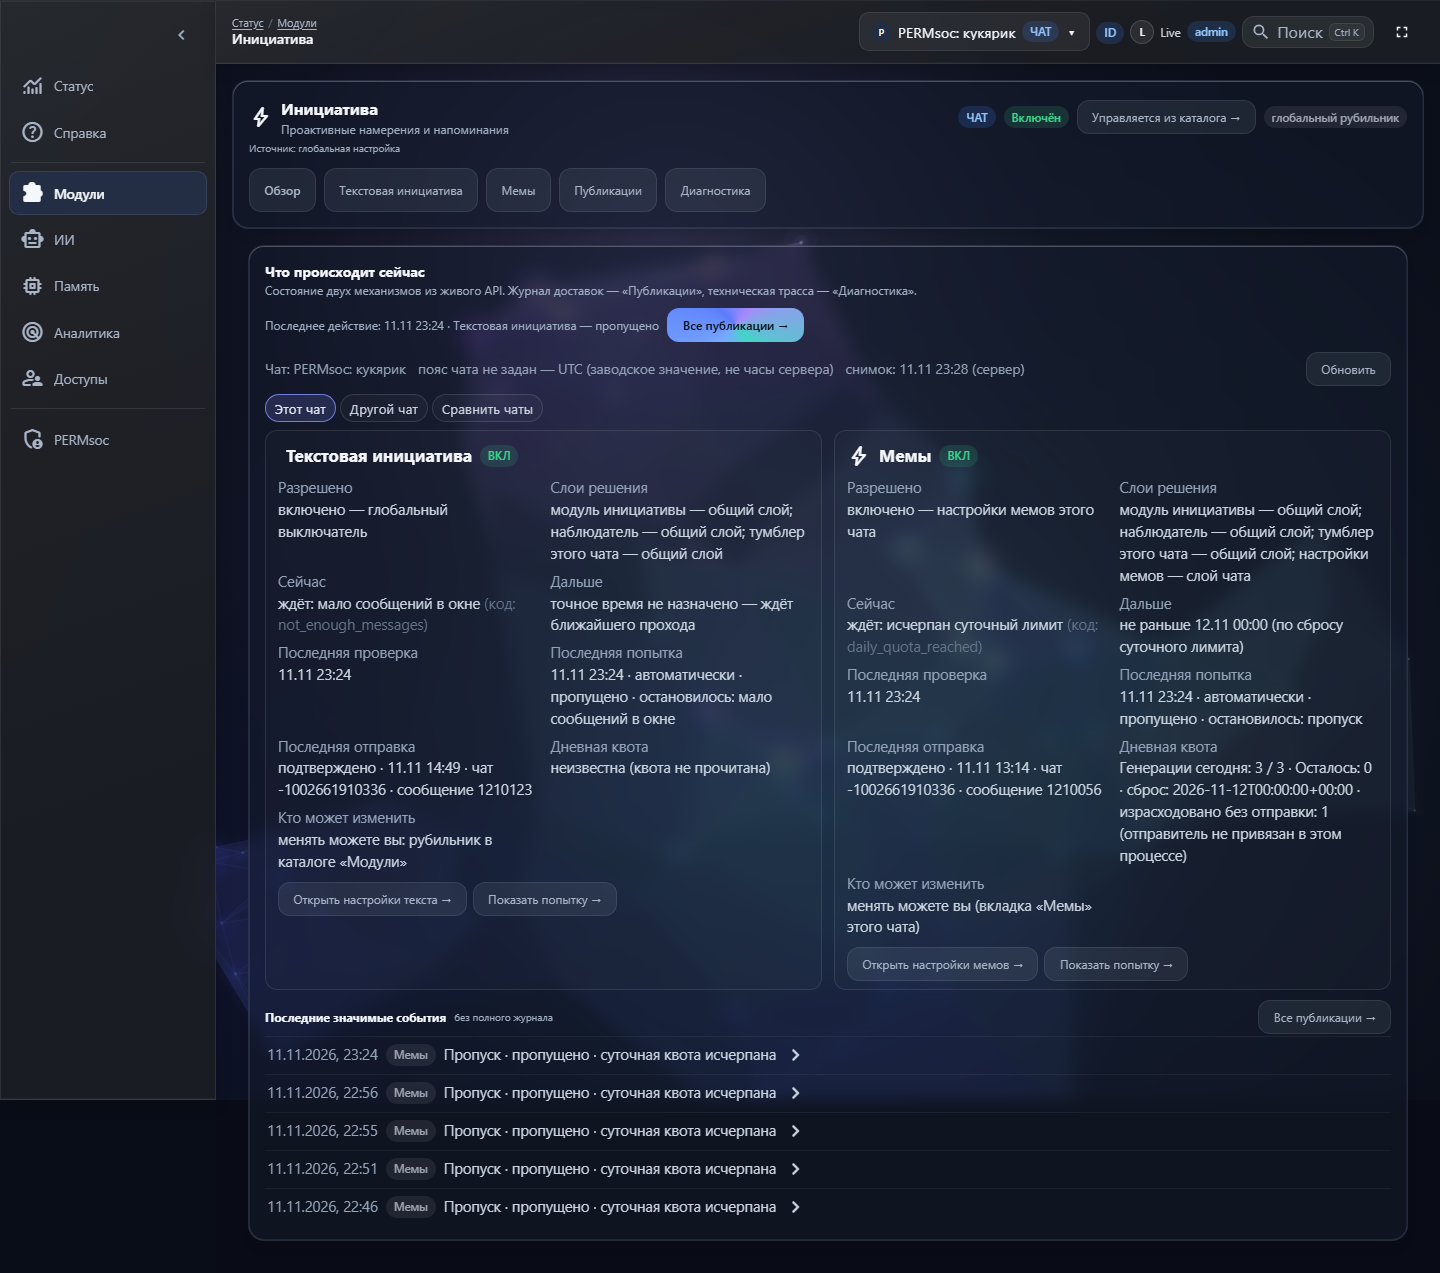 Статус / Модули
Инициатива
P PERMsoc: кукярик ЧАТ ▾ ID L Live admin Поиск Ctrl K
Статус
Справка
Модули
ИИ
Память
Аналитика
Доступы
PERMsoc
Инициатива
Проактивные намерения и напоминания
Источник: глобальная настройка
ЧАТ Включён Управляется из каталога → глобальный рубильник
Обзор Текстовая инициатива Мемы Публикации Диагностика
Что происходит сейчас
Состояние двух механизмов из живого API. Журнал доставок — «Публикации», техническая трасса — «Диагностика».
Последнее действие: 11.11 23:24 · Текстовая инициатива — пропущено Все публикации →
Чат: PERMsoc: кукярик пояс чата не задан — UTC (заводское значение, не часы сервера) снимок: 11.11 23:28 (сервер) Обновить
Этот чат Другой чат Сравнить чаты
Текстовая инициатива ВКЛ
Разрешено
включено — глобальный
выключатель
Слои решения
модуль инициативы — общий слой;
наблюдатель — общий слой; тумблер
этого чата — общий слой
Сейчас
ждёт: мало сообщений в окне (код:
not_enough_messages)
Дальше
точное время не назначено — ждёт
ближайшего прохода
Последняя проверка
11.11 23:24
Последняя попытка
11.11 23:24 · автоматически ·
пропущено · остановилось: мало
сообщений в окне
Последняя отправка
подтверждено · 11.11 14:49 · чат
-1002661910336 · сообщение 1210123
Дневная квота
неизвестна (квота не прочитана)
Кто может изменить
менять можете вы: рубильник в
каталоге «Модули»
Открыть настройки текста → Показать попытку →
Мемы ВКЛ
Разрешено
включено — настройки мемов этого
чата
Слои решения
модуль инициативы — общий слой;
наблюдатель — общий слой; тумблер
этого чата — общий слой; настройки
мемов — слой чата
Сейчас
ждёт: исчерпан суточный лимит (код:
daily_quota_reached)
Дальше
не раньше 12.11 00:00 (по сбросу
суточного лимита)
Последняя проверка
11.11 23:24
Последняя попытка
11.11 23:24 · автоматически ·
пропущено · остановилось: пропуск
Последняя отправка
подтверждено · 11.11 13:14 · чат
-1002661910336 · сообщение 1210056
Дневная квота
Генерации сегодня: 3 / 3 · Осталось: 0
· сброс: 2026-11-12T00:00:00+00:00 ·
израсходовано без отправки: 1
(отправитель не привязан в этом
процессе)
Кто может изменить
менять можете вы (вкладка «Мемы»
этого чата)
Открыть настройки мемов → Показать попытку →
Последние значимые события без полного журнала Все публикации →
11.11.2026, 23:24 Мемы Пропуск · пропущено · суточная квота исчерпана
11.11.2026, 22:56 Мемы Пропуск · пропущено · суточная квота исчерпана
11.11.2026, 22:55 Мемы Пропуск · пропущено · суточная квота исчерпана
11.11.2026, 22:51 Мемы Пропуск · пропущено · суточная квота исчерпана
11.11.2026, 22:46 Мемы Пропуск · пропущено · суточная квота исчерпана